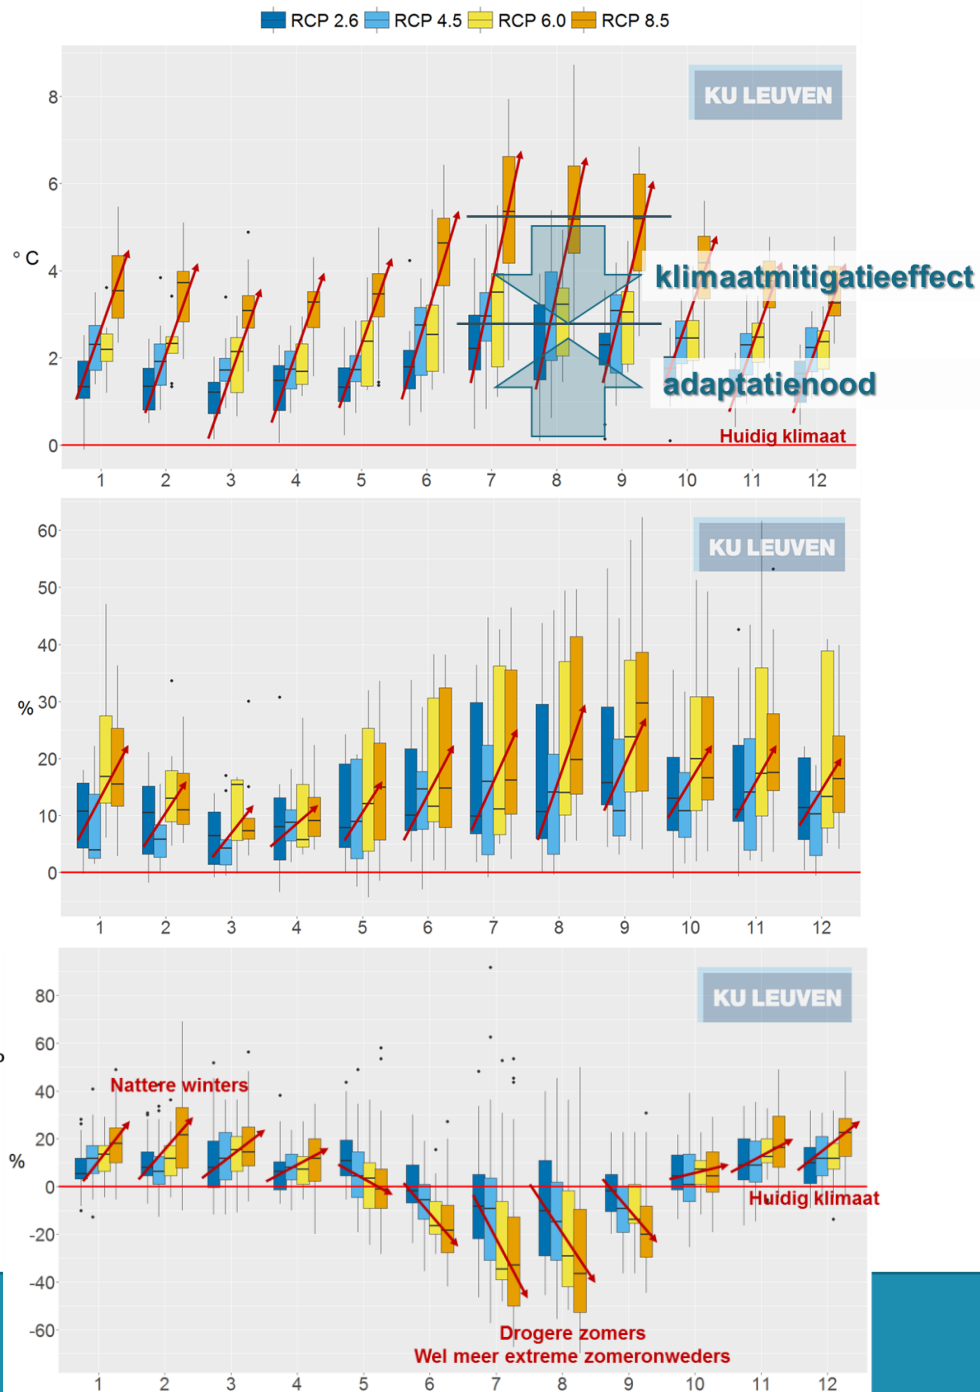 RCP 2.6 RCP 4.5 RCP 6.0 RCP 8.5
KU LEUVEN
8
6
° C
4
klimaatmitigatieeffect
2
adaptatienood
Huidig klimaat
0
1 2 3 4 5 6 7 8 9 10 11 12
KU LEUVEN
60
50
40
30
%
20
10
0
1 2 3 4 5 6 7 8 9 10 11 12
KU LEUVEN
80
60
40
Nattere winters
20
%
0
Huidig klimaat
-20
-40
-60
Drogere zomers
Wel meer extreme zomeronweders
1 2 3 4 5 6 7 8 9 10 11 12